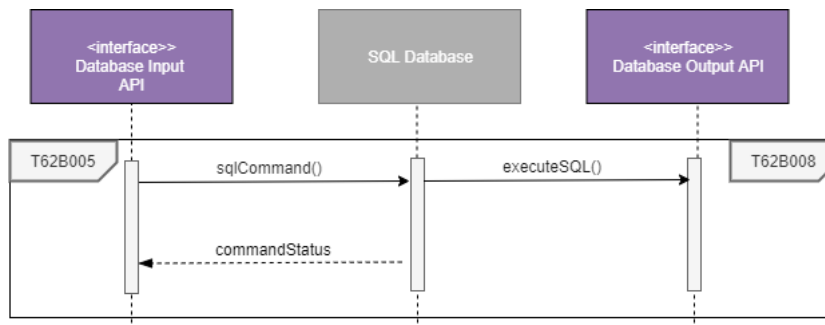 <interface>>
Database Input
API
SQL Database
<interface>>
Database Output API
T62B005
sqlCommand()
executeSQL()
T62B008
commandStatus